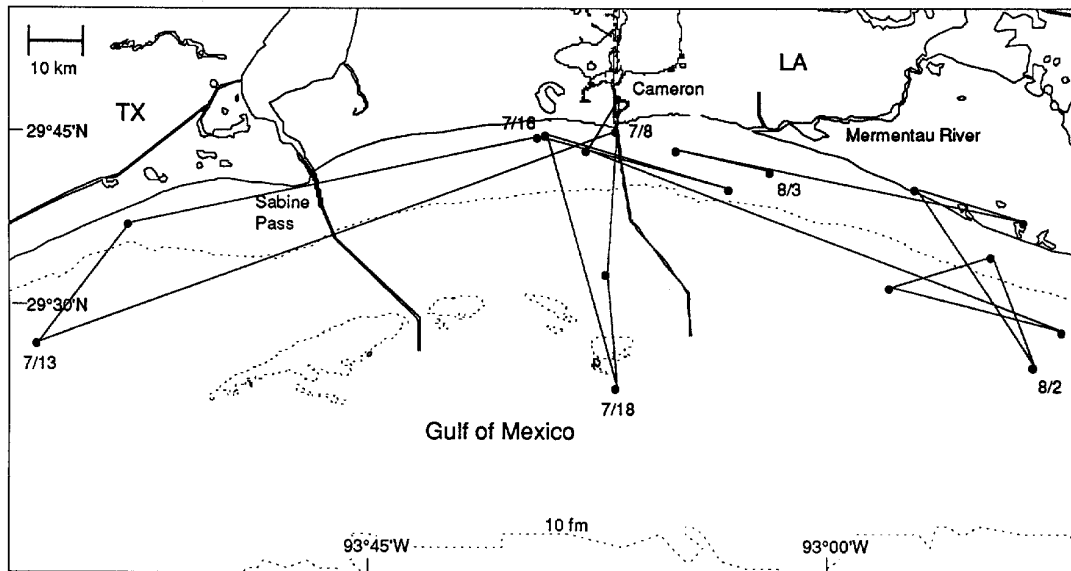 10 km
TX
LA
Cameron
29°45'N
7/16
7/8
Mermentau River
8/3
Sabine
Pass
29°30'N
7/13
8/2
7/18
Gulf of Mexico
10 fm
93°45'W
93°00'W